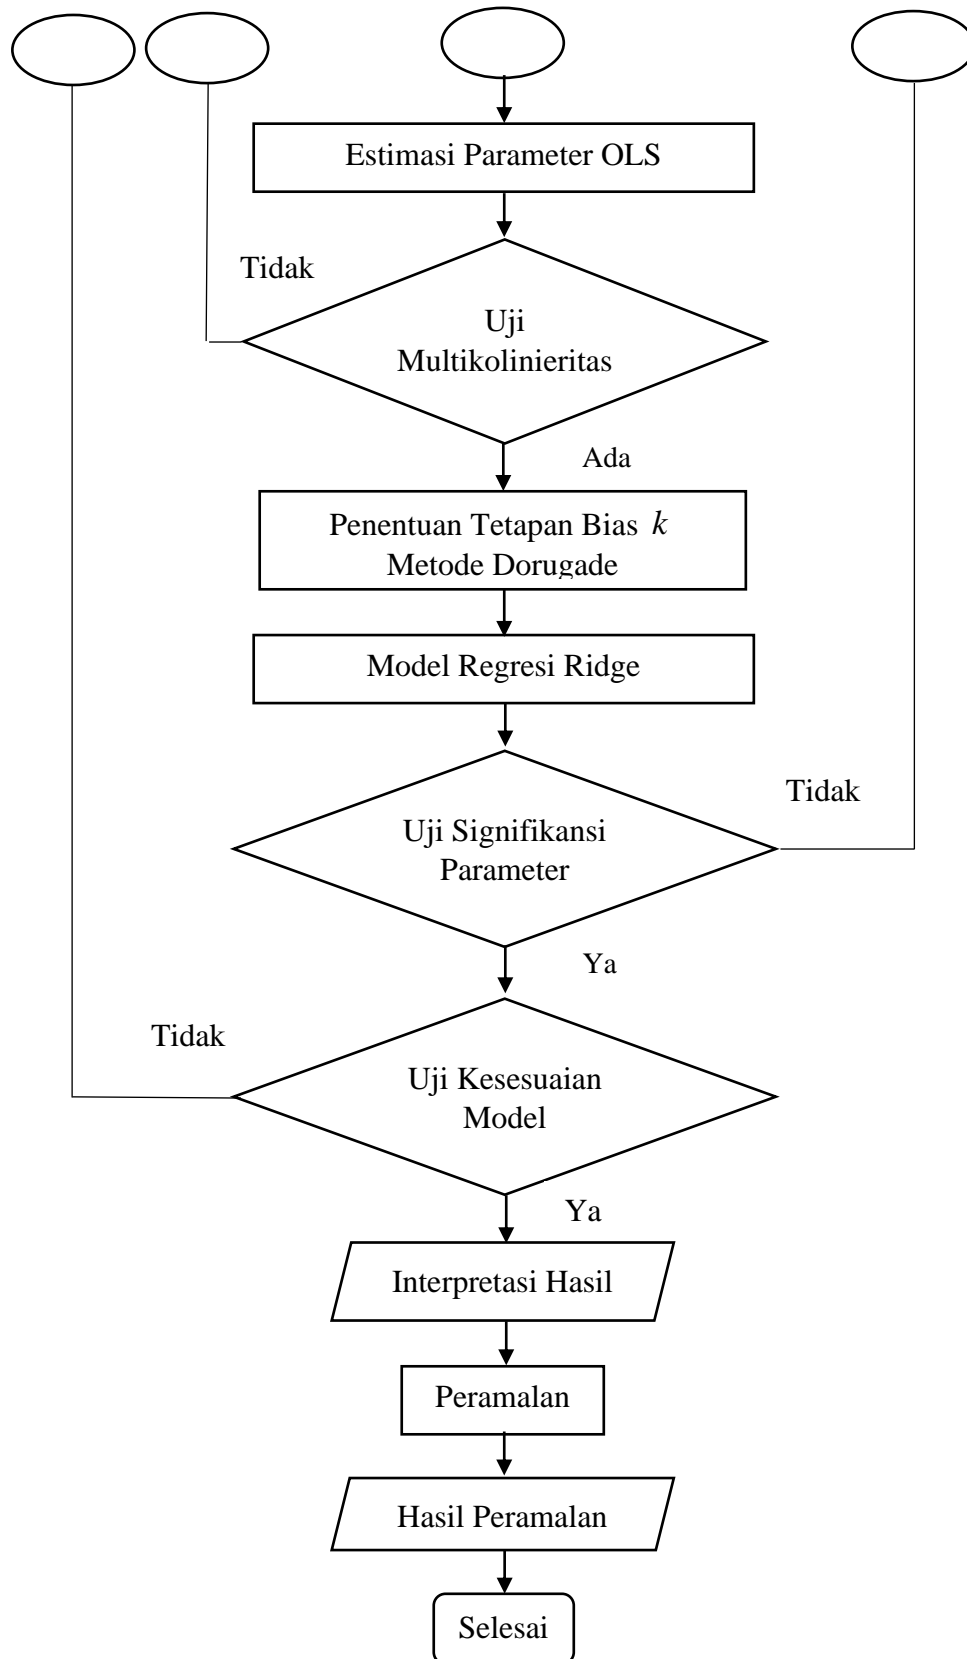 Estimasi Parameter OLS
Tidak
Uji
Multikolinieritas
Ada
Penentuan Tetapan Bias k
Metode Dorugade
Model Regresi Ridge
Tidak
Uji Signifikansi
Parameter
Ya
Tidak
Uji Kesesuaian
Model
Ya
Interpretasi Hasil
Peramalan
Hasil Peramalan
Selesai